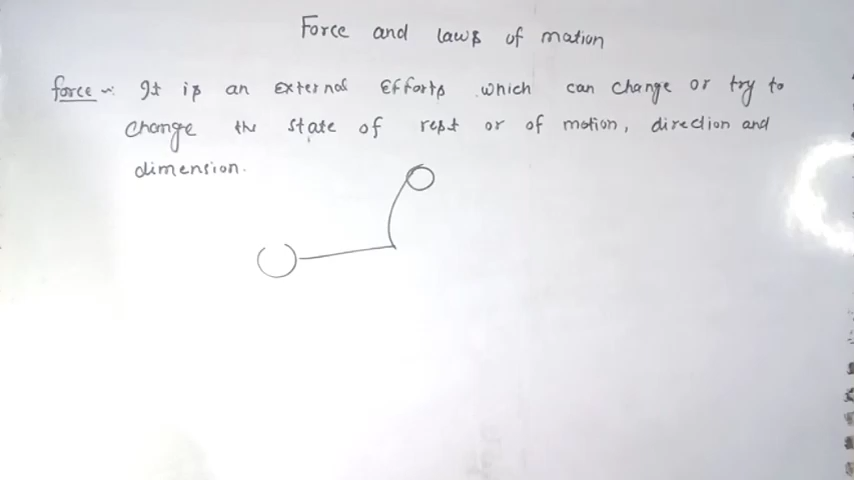 Force and laws of mation
force ~: It is an External Efforts which can change or try to
change the state of rest or of motion, direction and
dimension.